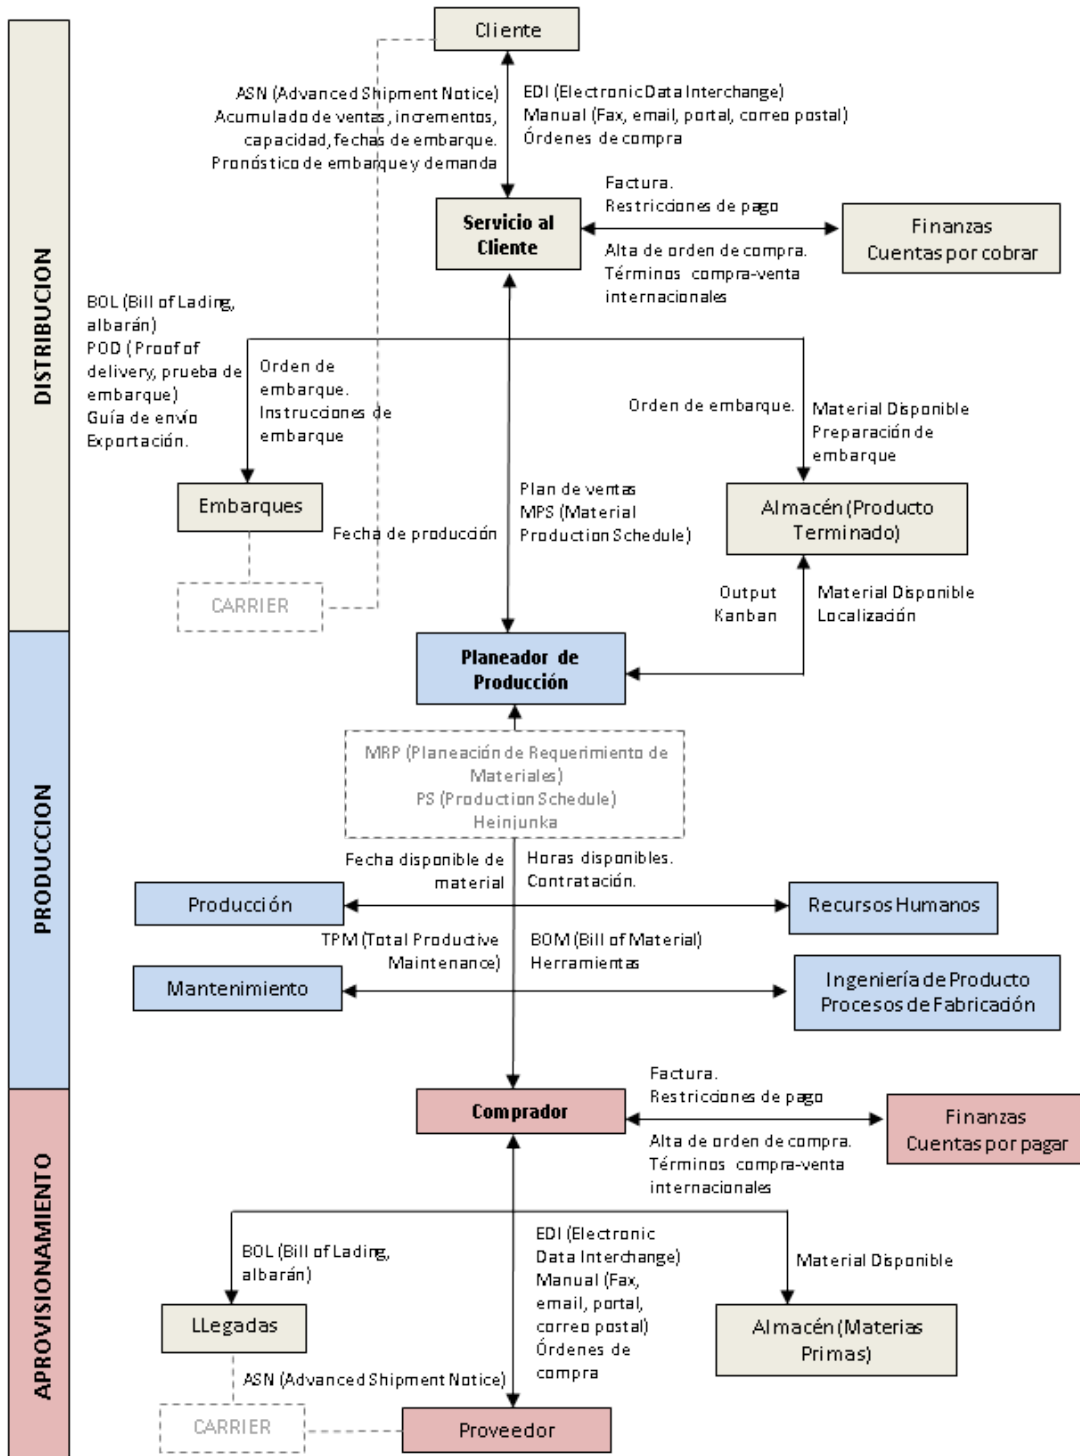 Cliente
ASN (Advanced Shipment Notice)
Acumulado de ventas, incrementos,
capacidad, fechas de embarque.
Pronóstico de embarque y demanda
EDI (Electronic Data Interchange)
Manual (Fax, email, portal, correo postal)
Órdenes de compra
Servicio al
Cliente
Factura.
Restricciones de pago
Alta de orden de compra.
Términos compra-venta
internacionales
Finanzas
Cuentas por cobrar
DISTRIBUCION
BOL (Bill of Lading,
albarán)
POD ( Proof of
delivery, prueba de
embarque)
Guía de envío
Exportación.
Orden de
embarque.
Instrucciones de
embarque
Orden de embarque.
Material Disponible
Preparación de
embarque
Embarques
Fecha de producción
Plan de ventas
MPS (Material
Production Schedule)
Almacén (Producto
Terminado)
CARRIER
Output
Kanban
Material Disponible
Localización
Planeador de
Producción
MRP (Planeación de Requerimiento de
Materiales)
PS (Production Schedule)
Heinjunka
PRODUCCION
Fecha disponible de
material
Horas disponibles.
Contratación.
Producción
Recursos Humanos
TPM (Total Productive
Maintenance)
BOM (Bill of Material)
Herramientas
Mantenimiento
Ingeniería de Producto
Procesos de Fabricación
Comprador
Factura.
Restricciones de pago
Alta de orden de compra.
Términos compra-venta
internacionales
Finanzas
Cuentas por pagar
APROVISIONAMIENTO
BOL (Bill of Lading,
albarán)
EDI (Electronic
Data Interchange)
Manual (Fax,
email, portal,
correo postal)
Órdenes de
compra
Material Disponible
LLegadas
Almacén (Materias
Primas)
ASN (Advanced Shipment Notice)
CARRIER
Proveedor